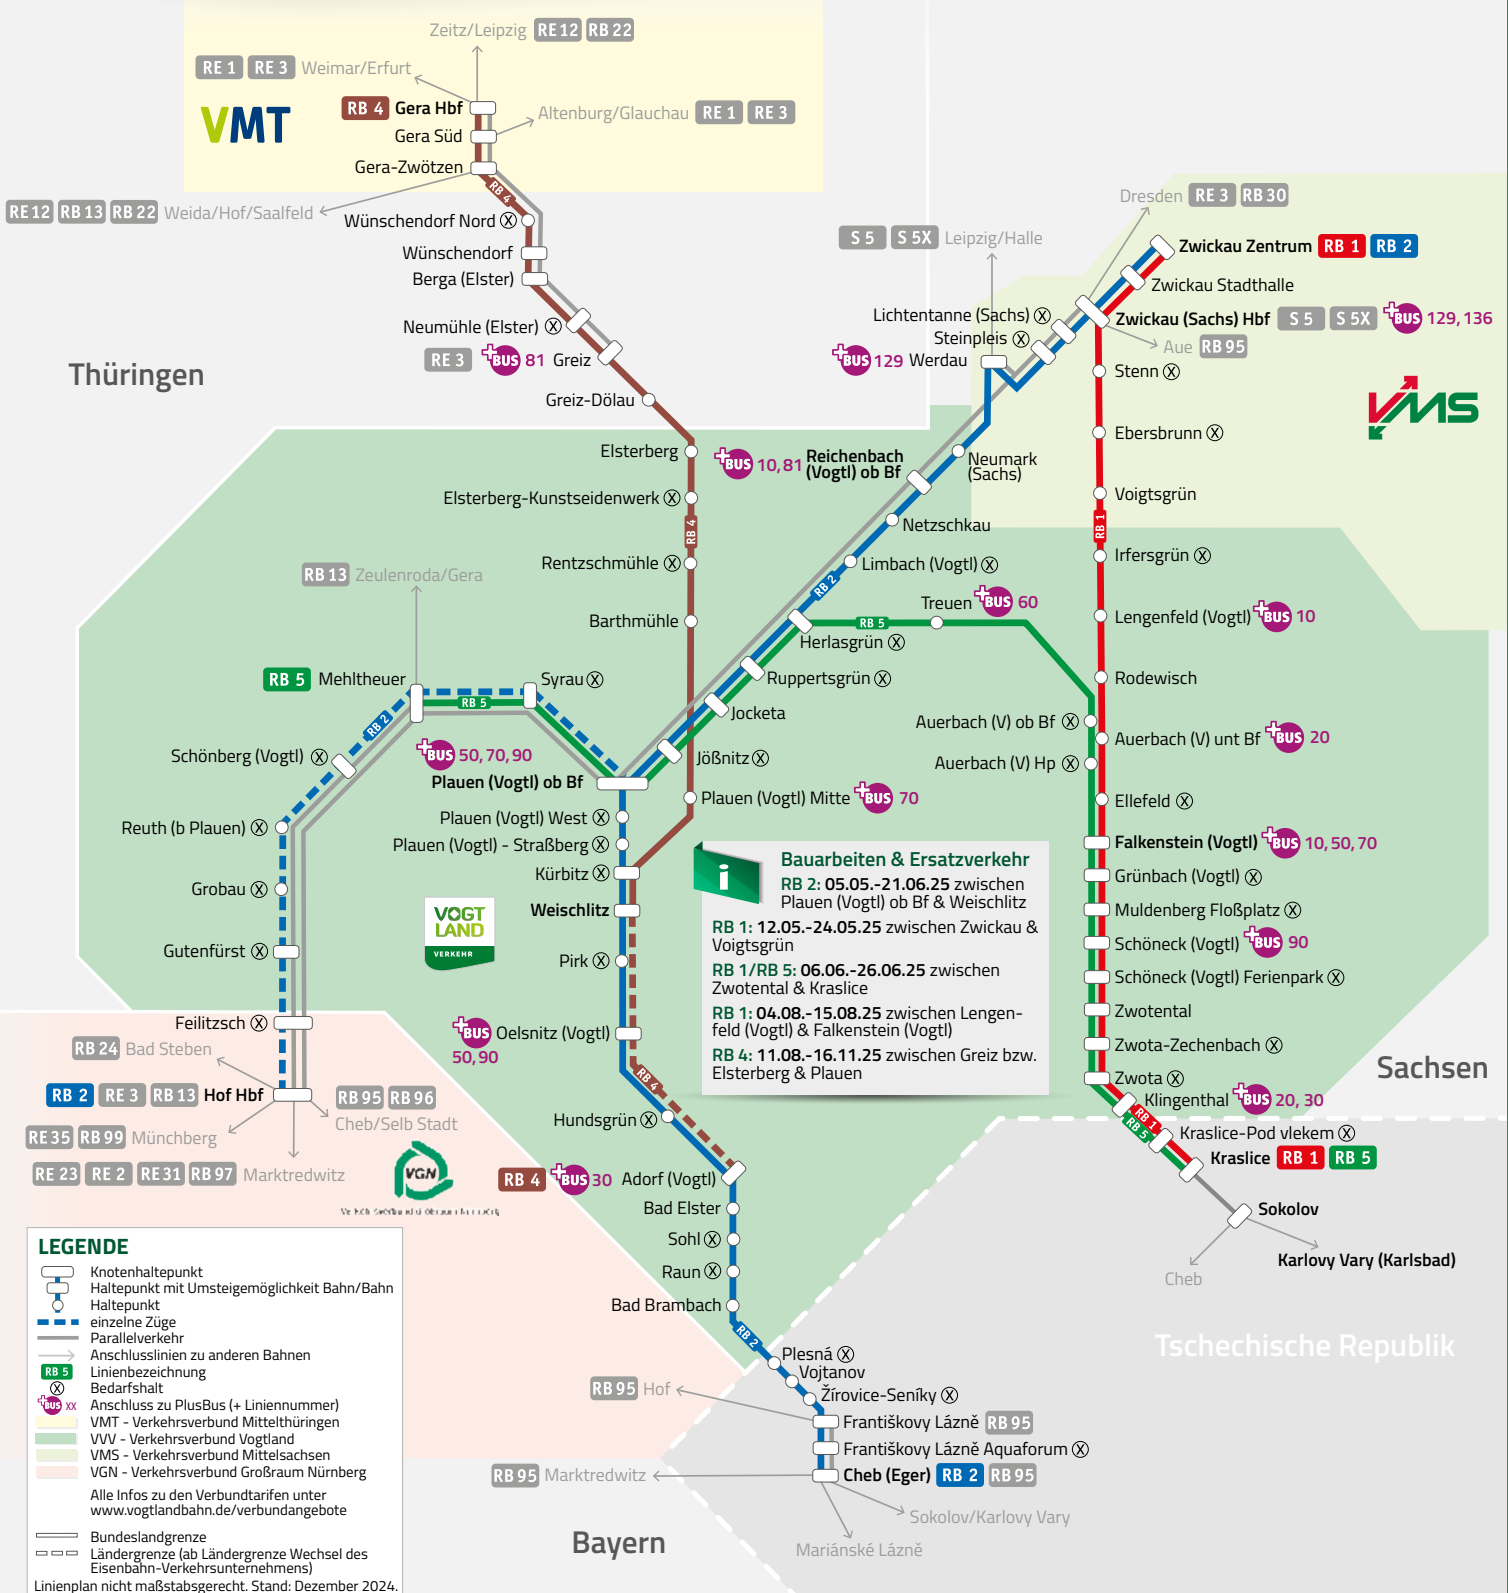 Zeitz/Leipzig RE 12 RB 22
RE 1 RE 3 Weimar/Erfurt
VMT
RB 4 Gera Hbf
Altenburg/Glauchau RE 1 RE 3
Gera Süd
Gera-Zwötzen
RB 4
RE 12 RB 13 RB 22 Weida/Hof/Saalfeld
Wünschendorf Nord Ⓧ
Wünschendorf
Berga (Elster)
Neumühle (Elster) Ⓧ
RE 3 +BUS 81 Greiz
Greiz-Dölau
Thüringen
Elsterberg
Elsterberg-Kunstseidenwerk Ⓧ
RB 4
Rentzschmühle Ⓧ
Barthmühle
Dresden RE 3 RB 30
S 5 S 5X Leipzig/Halle
Zwickau Zentrum RB 1 RB 2
Zwickau Stadthalle
Lichtentanne (Sachs) Ⓧ
Zwickau (Sachs) Hbf S 5 S 5X +BUS 129, 136
Steinpleis Ⓧ
Aue RB 95
+BUS 129 Werdau
Stenn Ⓧ
VMS
Ebersbrunn Ⓧ
+BUS 10, 81 Reichenbach
(Vogtl) ob Bf
Neumark
(Sachs)
Voigtsgrün
RB 1
Netzschkau
Irfersgrün Ⓧ
Limbach (Vogtl) Ⓧ
RB 2
Treuen +BUS 60
Lengenfeld (Vogtl) +BUS 10
RB 5
Herlasgrün Ⓧ
RB 13 Zeulenroda/Gera
RB 5 Mehltheuer
Syrau Ⓧ
RB 5
RB 2
Ruppertsgrün Ⓧ
Rodewisch
Jocketa
Auerbach (V) ob Bf Ⓧ
Auerbach (V) unt Bf +BUS 20
Schönberg (Vogtl) Ⓧ
+BUS 50, 70, 90
Jößnitz Ⓧ
Auerbach (V) Hp Ⓧ
Plauen (Vogtl) ob Bf
Plauen (Vogtl) Mitte +BUS 70
Ellefeld Ⓧ
Plauen (Vogtl) West Ⓧ
Reuth (b Plauen) Ⓧ
Plauen (Vogtl) - Straßberg Ⓧ
Falkenstein (Vogtl) +BUS 10, 50, 70
Kürbitz Ⓧ
Grünbach (Vogtl) Ⓧ
Grobau Ⓧ
Weischlitz
Muldenberg Floßplatz Ⓧ
VOGT
LAND
VERKEHR
Schöneck (Vogtl) +BUS 90
Gutenfürst Ⓧ
Pirk Ⓧ
Schöneck (Vogtl) Ferienpark Ⓧ
Zwotental
Feilitzsch Ⓧ
+BUS Oelsnitz (Vogtl)
50, 90
Zwota-Zechenbach Ⓧ
Zwota Ⓧ
Sachsen
i
Bauarbeiten & Ersatzverkehr
RB 2: 05.05.-21.06.25 zwischen
Plauen (Vogtl) ob Bf & Weischlitz
RB 1: 12.05.-24.05.25 zwischen Zwickau &
Voigtsgrün
RB 1/RB 5: 06.06.-26.06.25 zwischen
Zwotental & Kraslice
RB 1: 04.08.-15.08.25 zwischen Lengen-
feld (Vogtl) & Falkenstein (Vogtl)
RB 4: 11.08.-16.11.25 zwischen Greiz bzw.
Elsterberg & Plauen
RB 24 Bad Steben
RB 2 RE 3 RB 13 Hof Hbf
RB 95 RB 96
Cheb/Selb Stadt
RE 35 RB 99 Münchberg
RE 23 RE 2 RE 31 RB 97 Marktredwitz
VGN
RB 4
Hundsgrün Ⓧ
Klingenthal +BUS 20, 30
RB 1
RB 5
Kraslice-Pod vlekem Ⓧ
Kraslice RB 1 RB 5
RB 4 +BUS 30 Adorf (Vogtl)
Bad Elster
Sokolov
Sohl Ⓧ
Karlovy Vary (Karlsbad)
Raun Ⓧ
Cheb
Bad Brambach
RB 2
Tschechische Republik
Plesná Ⓧ
Vojtanov
RB 95 Hof
Žírovice-Seníky Ⓧ
Františkovy Lázně RB 95
Františkovy Lázně Aquaforum Ⓧ
RB 95 Marktredwitz
Cheb (Eger) RB 2 RB 95
Sokolov/Karlovy Vary
Bayern
Mariánské Lázně
LEGENDE
Knotenhaltepunkt
Haltepunkt mit Umsteigemöglichkeit Bahn/Bahn
Haltepunkt
einzelne Züge
Parallelverkehr
Anschlusslinien zu anderen Bahnen
RB 5 Linienbezeichnung
Ⓧ Bedarfshalt
+BUS xx Anschluss zu PlusBus (+ Liniennummer)
VMT - Verkehrsverbund Mittelthüringen
VVV - Verkehrsverbund Vogtland
VMS - Verkehrsverbund Mittelsachsen
VGN - Verkehrsverbund Großraum Nürnberg
Alle Infos zu den Verbundtarifen unter
www.vogtlandbahn.de/verbundangebote
Bundeslandgrenze
Ländergrenze (ab Ländergrenze Wechsel des
Eisenbahn-Verkehrsunternehmens)
Linienplan nicht maßstabsgerecht. Stand: Dezember 2024.